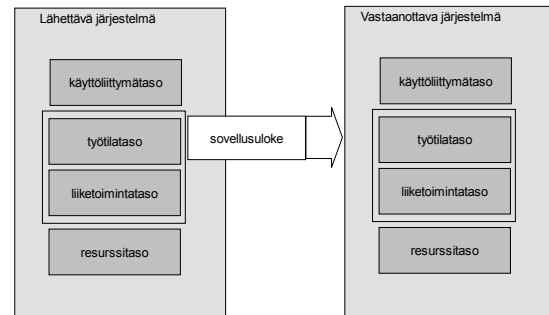 Lähettävä järjestelmä
käyttöliittymätaso
työtilataso
liiketoimintataso
resurssitaso
sovellusuloke
Vastaanottava järjestelmä
käyttöliittymätaso
työtilataso
liiketoimintataso
resurssitaso